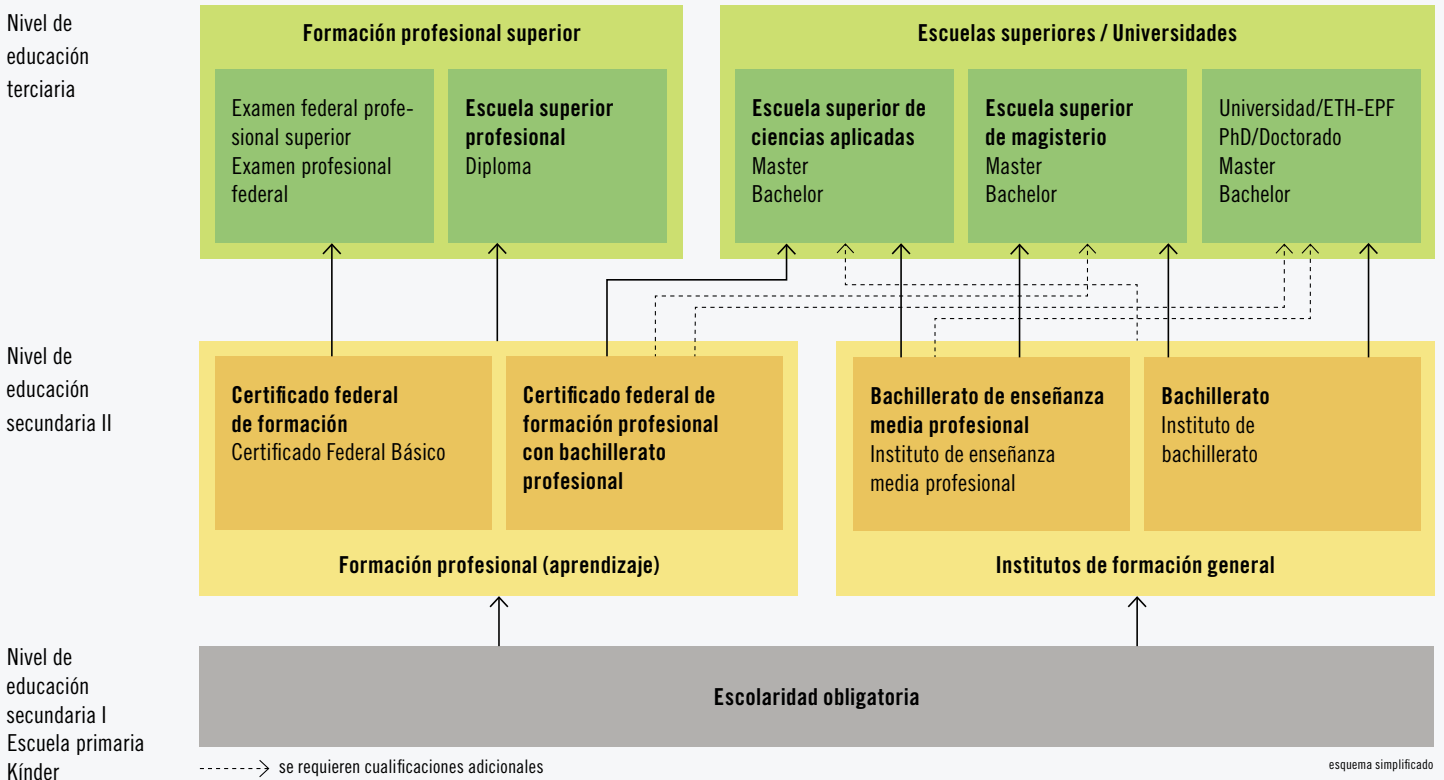 Nivel de
educación
terciaria
Formación profesional superior
Examen federal profe-
sional superior
Examen profesional
federal
Escuela superior
profesional
Diploma
Escuelas superiores / Universidades
Escuela superior de
ciencias aplicadas
Master
Bachelor
Escuela superior
de magisterio
Master
Bachelor
Universidad/ETH-EPF
PhD/Doctorado
Master
Bachelor
Nivel de
educación
secundaria II
Certificado federal
de formación
Certificado Federal Básico
Certificado federal de
formación profesional
con bachillerato
profesional
Formación profesional (aprendizaje)
Bachillerato de enseñanza
media profesional
Instituto de enseñanza
media profesional
Bachillerato
Instituto de
bachillerato
Institutos de formación general
Nivel de
educación
secundaria I
Escuela primaria
Kínder
Escolaridad obligatoria
se requieren cualificaciones adicionales
esquema simplificado